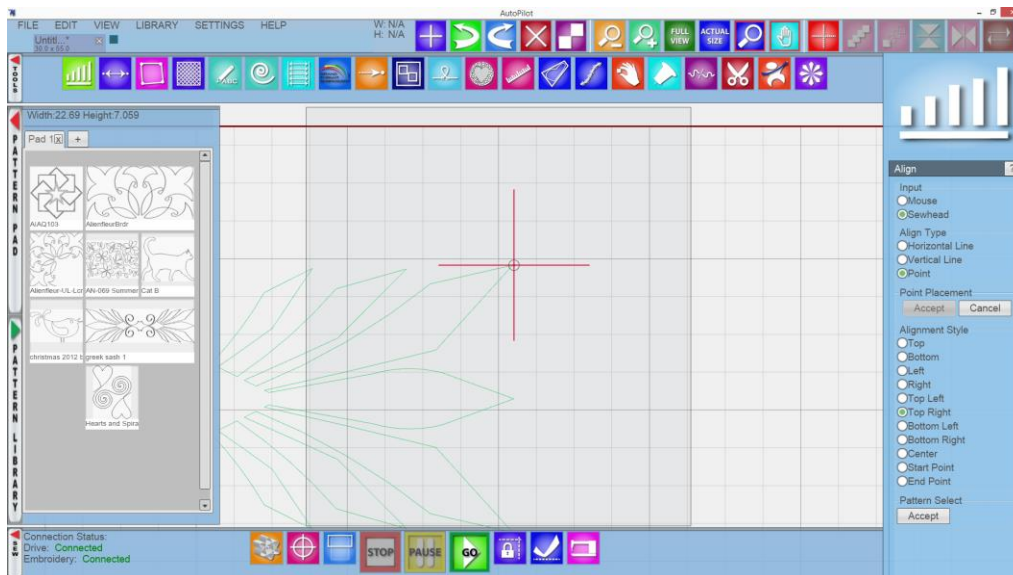 AutoPilot
FILE EDIT VIEW LIBRARY SETTINGS HELP
W: N/A
H: N/A
Untitl...*
FULL VIEW
ACTUAL SIZE
TOOLS
ABC
Width:22.69 Height:7.059
Pad 1 x +
PATTERN PAD
AIAQ103
AlienfleurBrdr
Alienfleur-UL-Lcr
AN-069 Summer
Cat B
christmas 2012 b
greek sash 1
Hearts and Spira
PATTERN LIBRARY
Align ?
Input
Mouse
Sewhead
Align Type
Horizontal Line
Vertical Line
Point
Point Placement
Accept Cancel
Alignment Style
Top
Bottom
Left
Right
Top Left
Top Right
Bottom Left
Bottom Right
Center
Start Point
End Point
Pattern Select
Accept
SEW
Connection Status:
Drive: Connected
Embroidery: Connected
STOP
PAUSE
GO